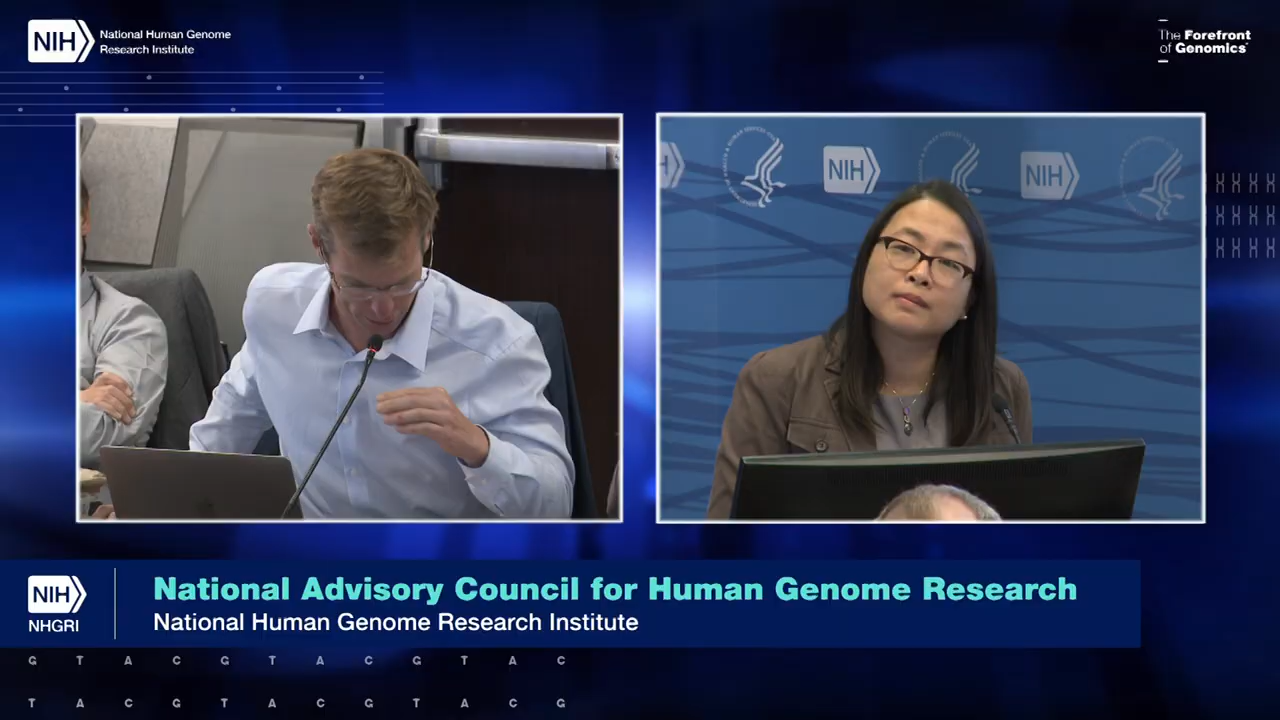 NIH
National Human Genome
Research Institute
The Forefront
of Genomics
NIH
NIH
NIH
NHGRI
National Advisory Council for Human Genome Research
National Human Genome Research Institute
G T A C G T A C G T A C
T A C G T A C G T A C G